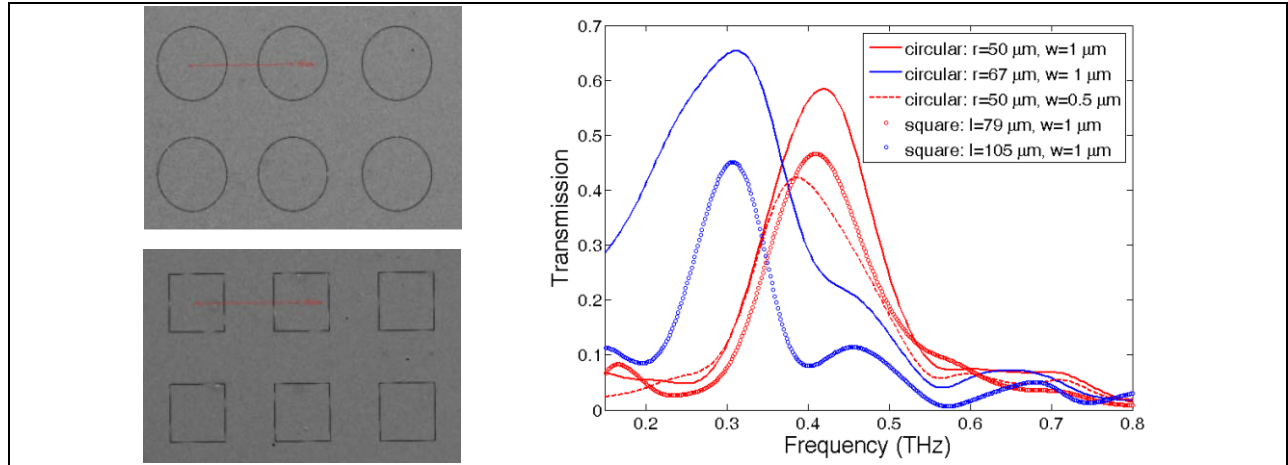 0.7
0.6
0.5
0.4
0.3
0.2
0.1
0
Transmission
circular: r=50 μm, w=1 μm
circular: r=67 μm, w= 1 μm
circular: r=50 μm, w=0.5 μm
square: l=79 μm, w=1 μm
square: l=105 μm, w=1 μm
0.2 0.3 0.4 0.5 0.6 0.7 0.8
Frequency (THz)